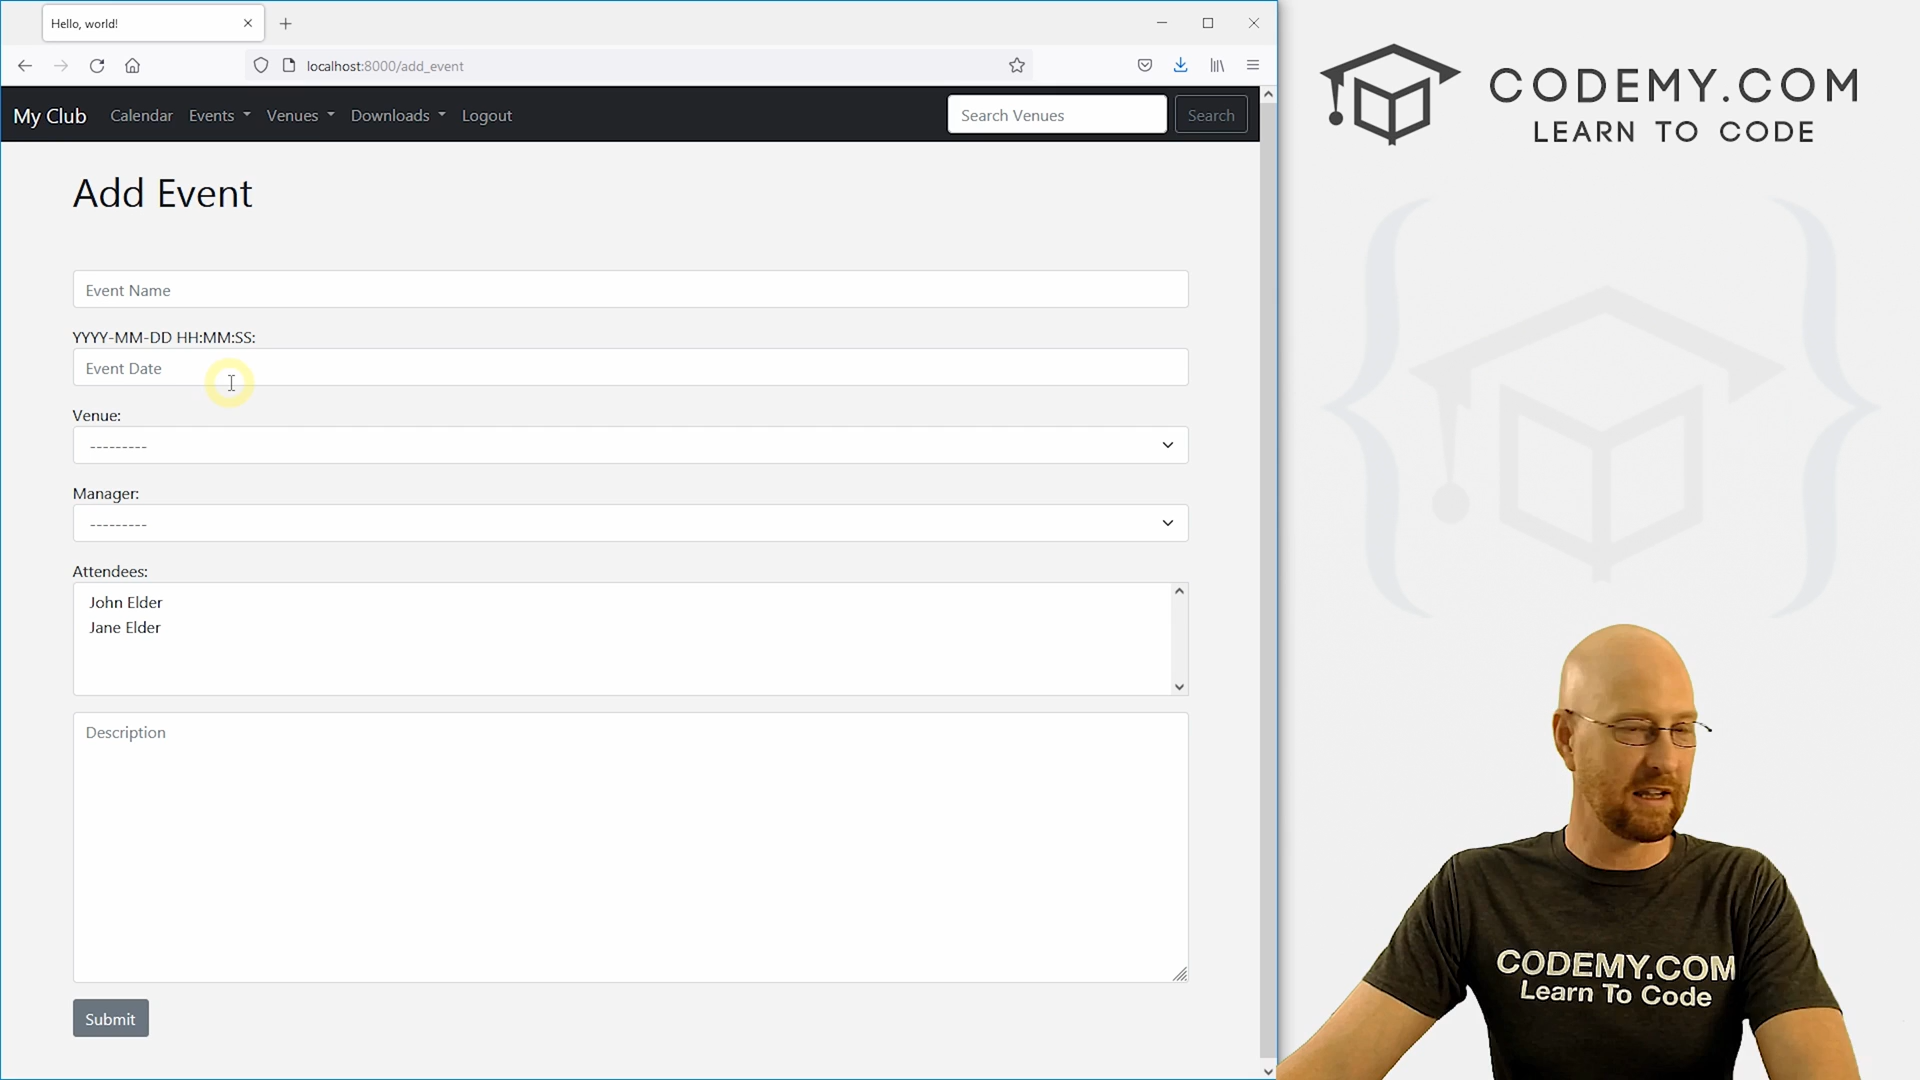 Hello, world!
localhost:8000/add_event
My Club Calendar Events Venues Downloads Logout Search Venues Search
Add Event
Event Name
YYYY-MM-DD HH:MM:SS:
Event Date
Venue:
---------
Manager:
---------
Attendees:
John Elder
Jane Elder
Description
Submit
CODEMY.COM
LEARN TO CODE
CODEMY.COM
Learn To Code